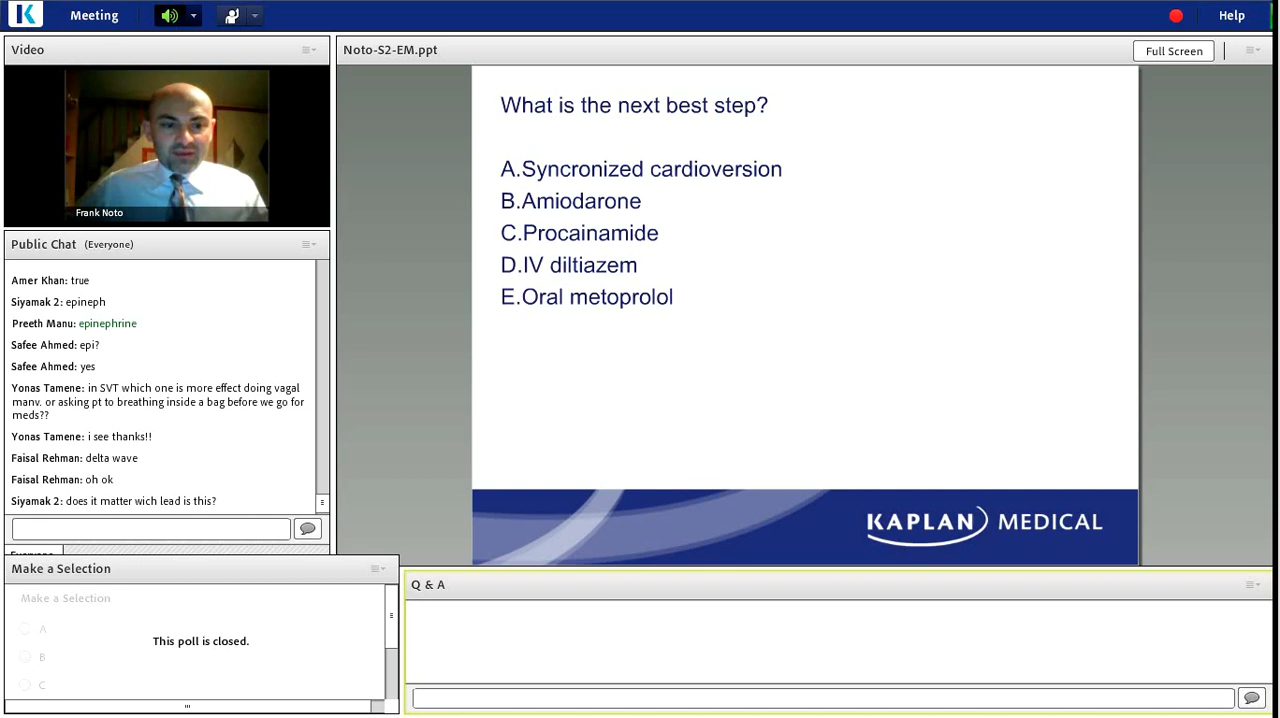 Meeting
Help
Video
Frank Noto
Public Chat (Everyone)
Amer Khan: true
Siyamak 2: epineph
Preeth Manu: epinephrine
Safee Ahmed: epi?
Safee Ahmed: yes
Yonas Tamene: in SVT which one is more effect doing vagal
manv. or asking pt to breathing inside a bag before we go for
meds??
Yonas Tamene: i see thanks!!
Faisal Rehman: delta wave
Faisal Rehman: oh ok
Siyamak 2: does it matter wich lead is this?
Everyone
Make a Selection
Make a Selection
A
This poll is closed.
B
C
Noto-S2-EM.ppt
Full Screen
What is the next best step?
A.Syncronized cardioversion
B.Amiodarone
C.Procainamide
D.IV diltiazem
E.Oral metoprolol
KAPLAN MEDICAL
Q & A